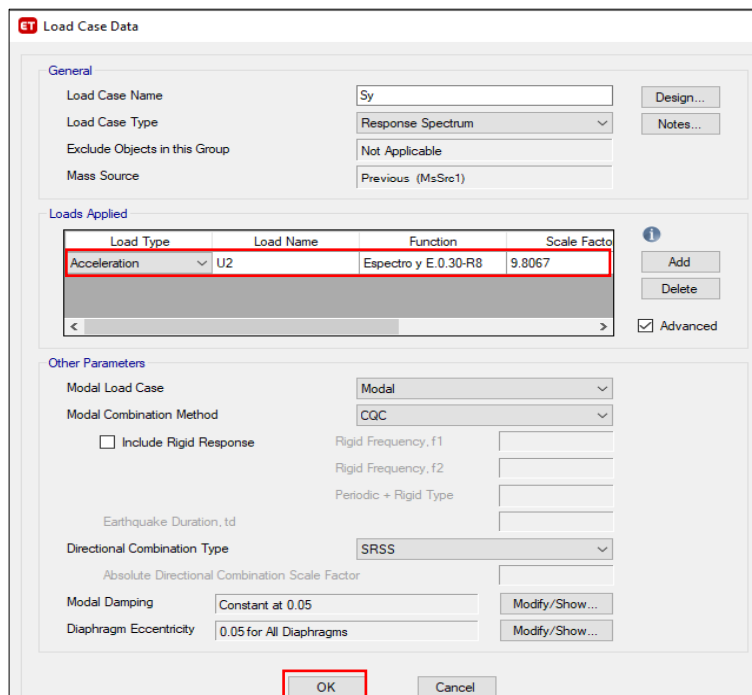 ET Load Case Data
General
Load Case Name Sy Design...
Load Case Type Response Spectrum Notes...
Exclude Objects in this Group Not Applicable
Mass Source Previous (MsSrc1)
Loads Applied
Load Type Load Name Function Scale Facto
Acceleration U2 Espectro y E.0.30-R8 9.8067 Add
Delete
Advanced
Other Parameters
Modal Load Case Modal
Modal Combination Method CQC
Include Rigid Response Rigid Frequency, f1
Rigid Frequency, f2
Periodic + Rigid Type
Earthquake Duration, td
Directional Combination Type SRSS
Absolute Directional Combination Scale Factor
Modal Damping Constant at 0.05 Modify/Show...
Diaphragm Eccentricity 0.05 for All Diaphragms Modify/Show...
OK Cancel